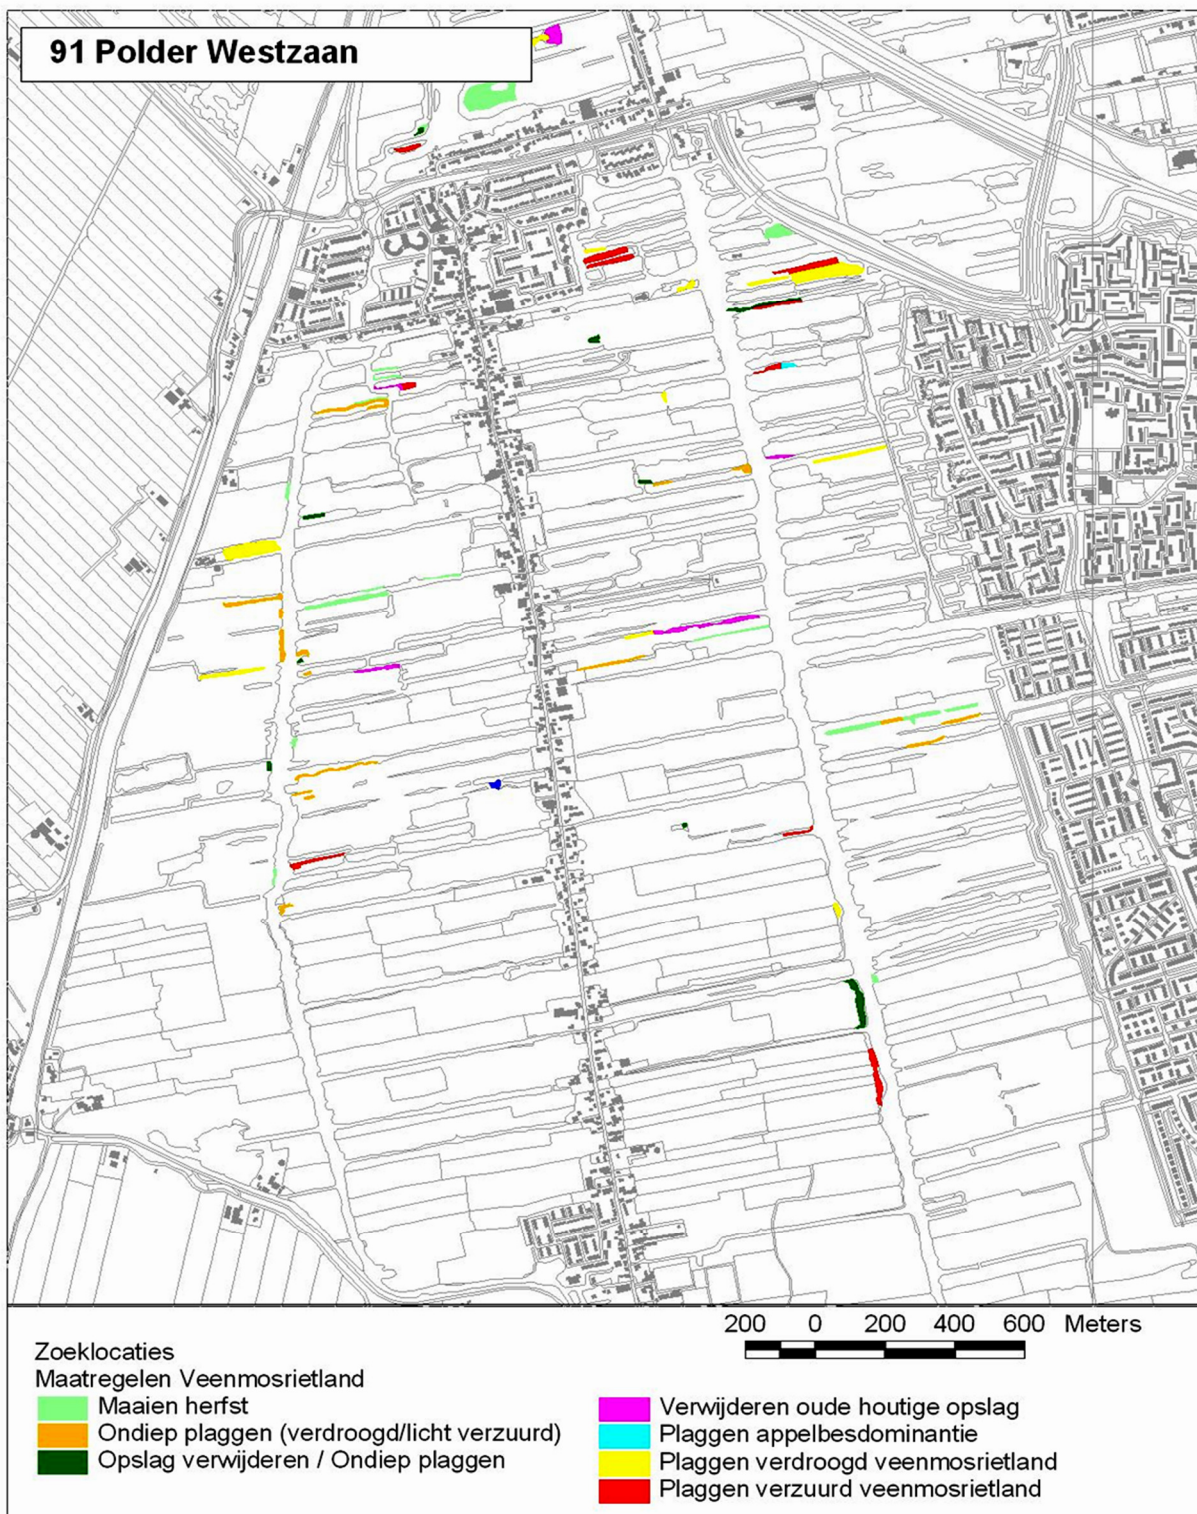 91 Polder Westzaan
200 0 200 400 600 Meters
Zoeklocaties
Maatregelen Veenmosrietland
Maaien herfst
Ondiep plaggen (verdroogd/licht verzuurd)
Opslag verwijderen / Ondiep plaggen
Verwijderen oude houtige opslag
Plaggen appelbesdominantie
Plaggen verdroogd veenmosrietland
Plaggen verzuurd veenmosrietland